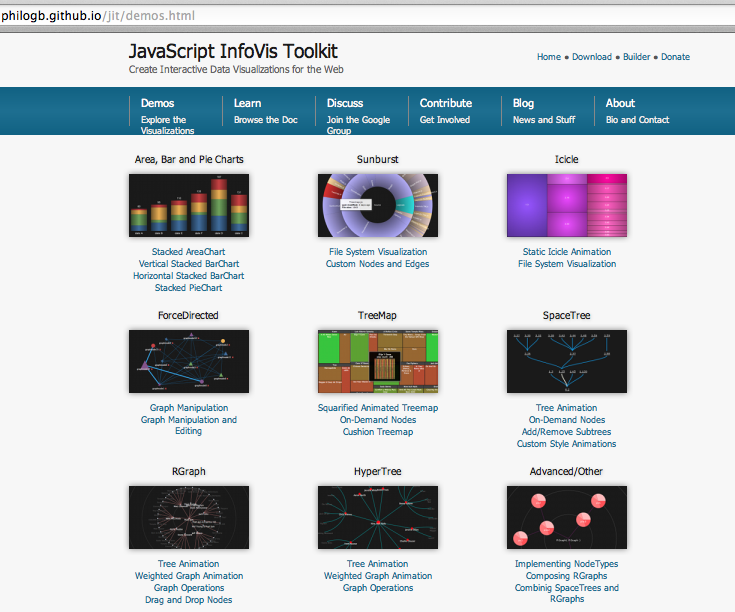 philogb.github.io/jit/demos.html
JavaScript InfoVis Toolkit
Create Interactive Data Visualizations for the Web
Home • Download • Builder • Donate
Demos
Explore the
Visualizations
Learn
Browse the Doc
Discuss
Join the Google
Group
Contribute
Get Involved
Blog
News and Stuff
About
Bio and Contact
Area, Bar and Pie Charts
Stacked AreaChart
Vertical Stacked BarChart
Horizontal Stacked BarChart
Stacked PieChart
Sunburst
File System Visualization
Custom Nodes and Edges
Icicle
Static Icicle Animation
File System Visualization
ForceDirected
Graph Manipulation
Graph Manipulation and
Editing
TreeMap
Squarified Animated Treemap
On-Demand Nodes
Cushion Treemap
SpaceTree
Tree Animation
On-Demand Nodes
Add/Remove Subtrees
Custom Style Animations
RGraph
Tree Animation
Weighted Graph Animation
Graph Operations
Drag and Drop Nodes
HyperTree
Tree Animation
Weighted Graph Animation
Graph Operations
Advanced/Other
Implementing NodeTypes
Composing RGraphs
Combinig SpaceTrees and
RGraphs